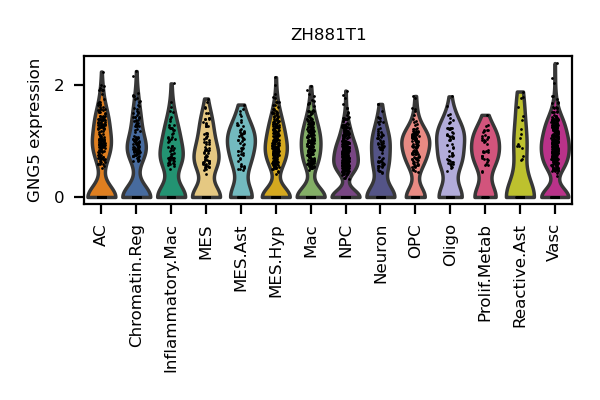 ZH881T1
GNG5 expression
2
0
AC
Chromatin.Reg
Inflammatory.Mac
MES
MES.Ast
MES.Hyp
Mac
NPC
Neuron
OPC
Oligo
Prolif.Metab
Reactive.Ast
Vasc